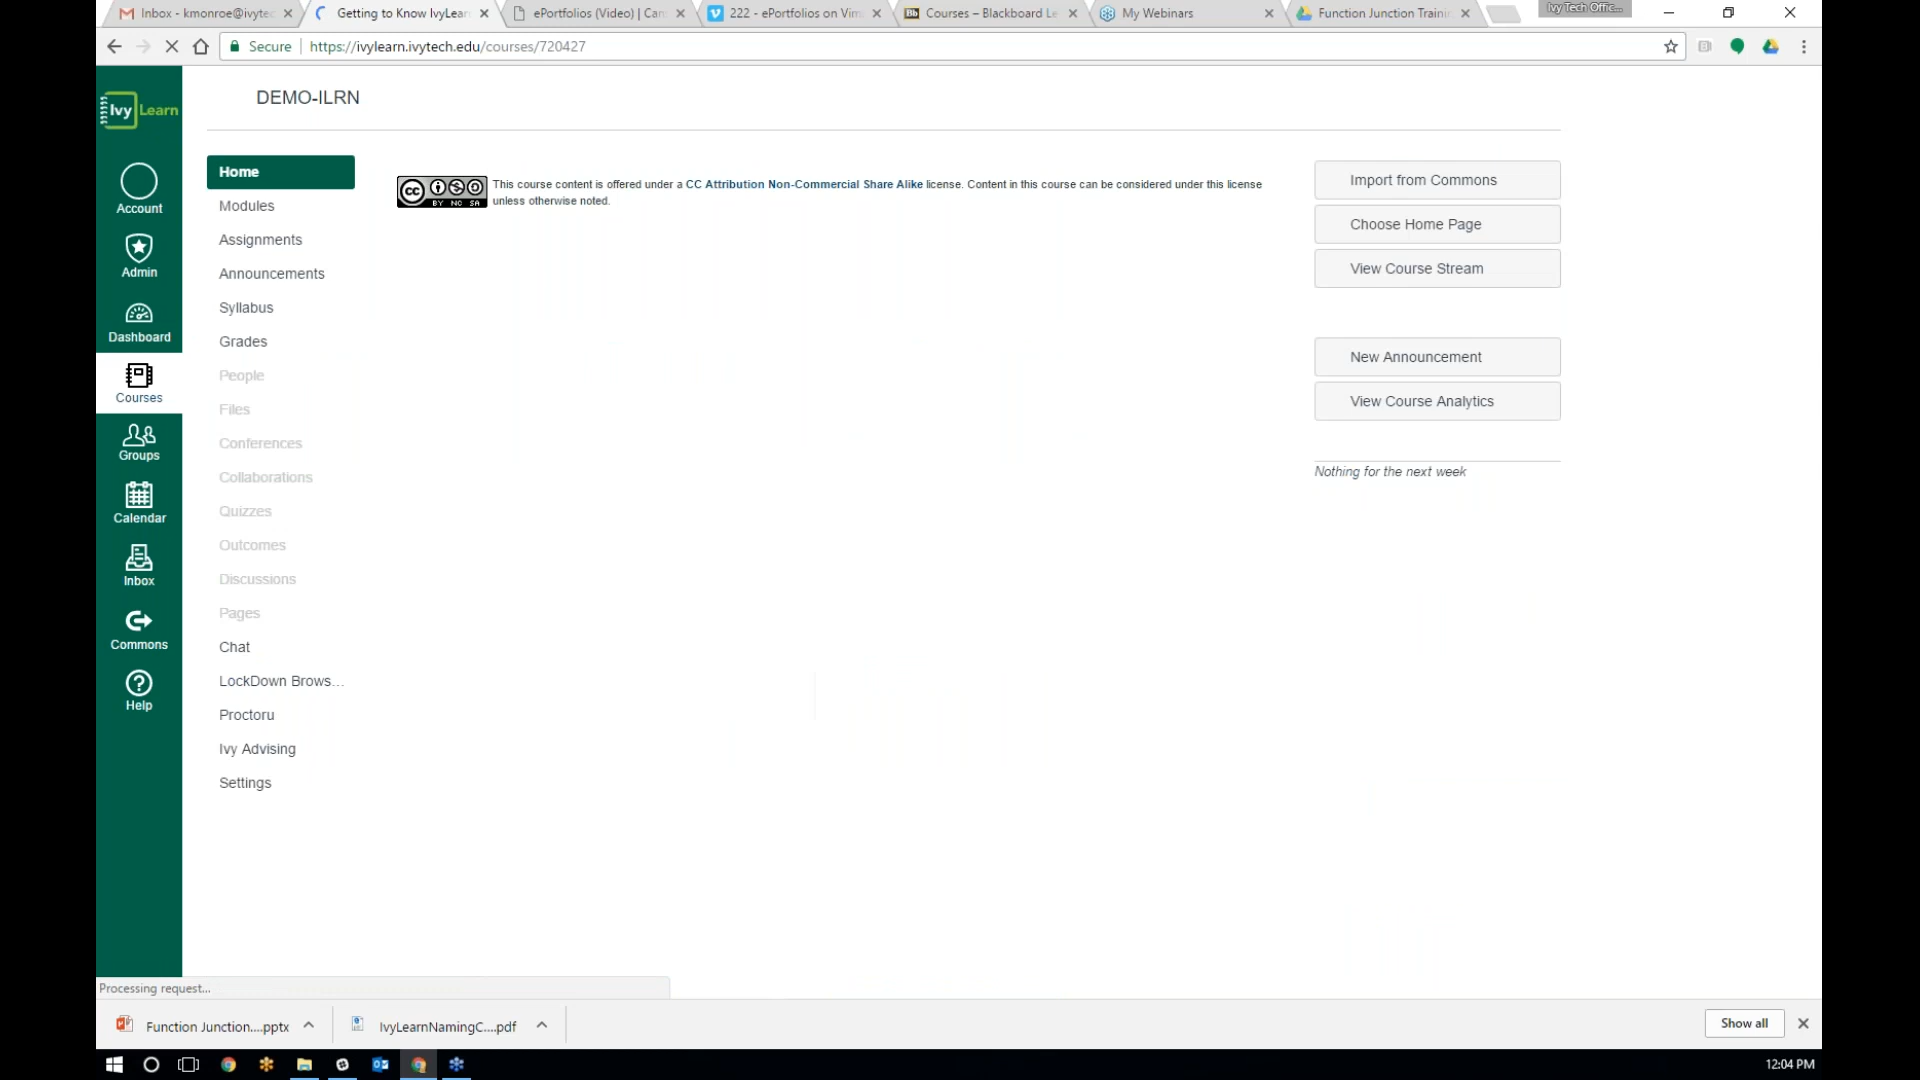 Inbox - kmonroe@ivytec
Getting to Know IvyLearn
ePortfolios (Video) | Can
222 - ePortfolios on Vim
Courses – Blackboard Le
My Webinars
Function Junction Traini
Ivy Tech Offic...
Secure
https://ivylearn.ivytech.edu/courses/720427
Ivy Learn
DEMO-ILRN
Account
Admin
Dashboard
Courses
Groups
Calendar
Inbox
Commons
Help
Home
Modules
Assignments
Announcements
Syllabus
Grades
People
Files
Conferences
Collaborations
Quizzes
Outcomes
Discussions
Pages
Chat
LockDown Brows...
Proctoru
Ivy Advising
Settings
cc BY NC SA
This course content is offered under a CC Attribution Non-Commercial Share Alike license. Content in this course can be considered under this license
unless otherwise noted.
Import from Commons
Choose Home Page
View Course Stream
New Announcement
View Course Analytics
Nothing for the next week
Processing request...
Function Junction....pptx
IvyLearnNamingC....pdf
Show all
12:04 PM